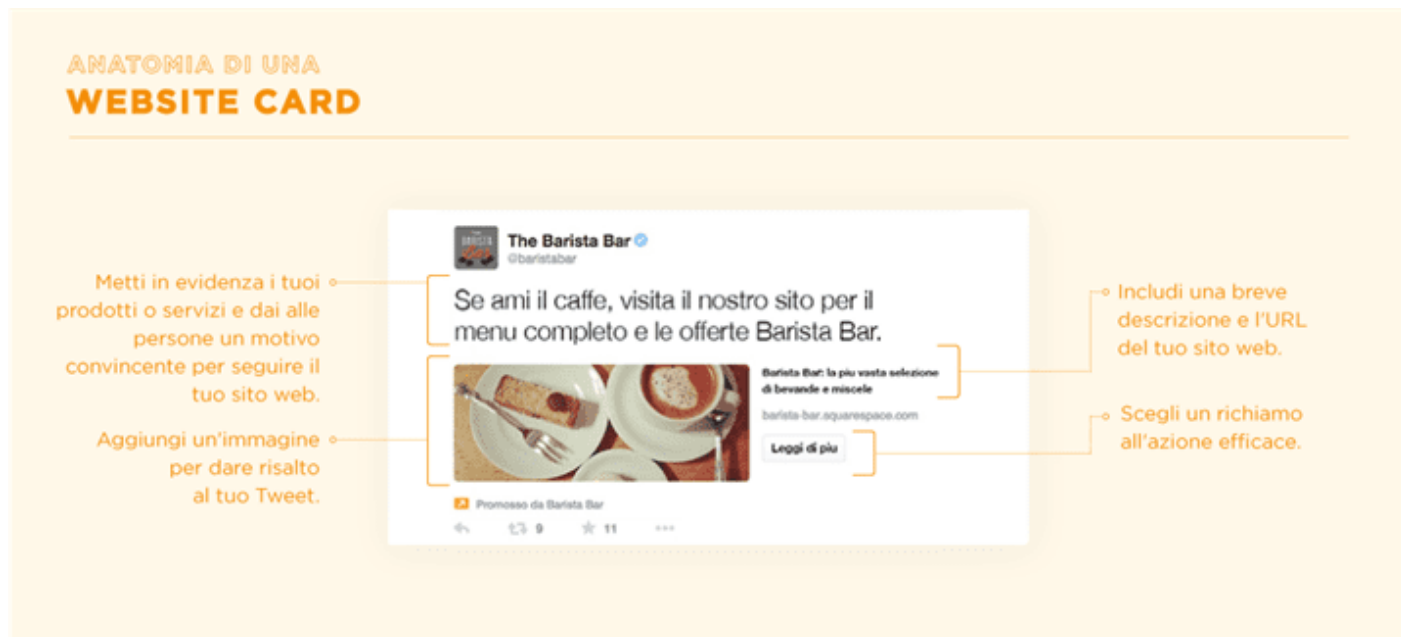 ANATOMIA DI UNA
WEBSITE CARD
The Barista Bar
@baristabar
Se ami il caffe, visita il nostro sito per il
menu completo e le offerte Barista Bar.
Barista Bar: la piu vasta selezione
di bevande e miscele
barista-bar.squarespace.com
Leggi di piu
Promosso da Barista Bar
9
11
Metti in evidenza i tuoi
prodotti o servizi e dai alle
persone un motivo
convincente per seguire il
tuo sito web.
Aggiungi un'immagine
per dare risalto
al tuo Tweet.
Includi una breve
descrizione e l'URL
del tuo sito web.
Scegli un richiamo
all'azione efficace.